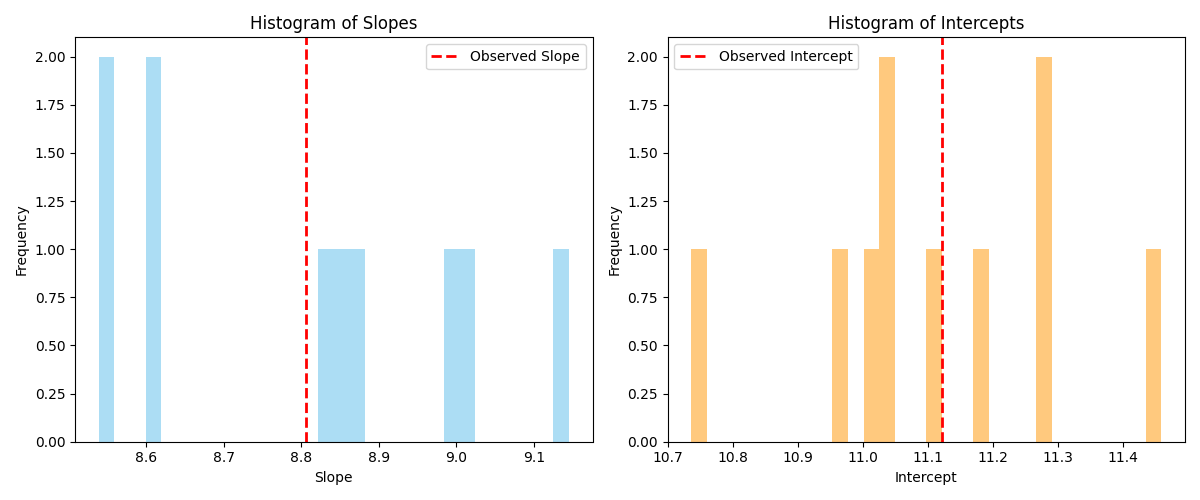 Histogram of Slopes
Observed Slope
2.00
1.75
1.50
1.25
1.00
0.75
0.50
0.25
0.00
Frequency
8.6 8.7 8.8 8.9 9.0 9.1
Slope
Histogram of Intercepts
Observed Intercept
2.00
1.75
1.50
1.25
1.00
0.75
0.50
0.25
0.00
Frequency
10.7 10.8 10.9 11.0 11.1 11.2 11.3 11.4
Intercept